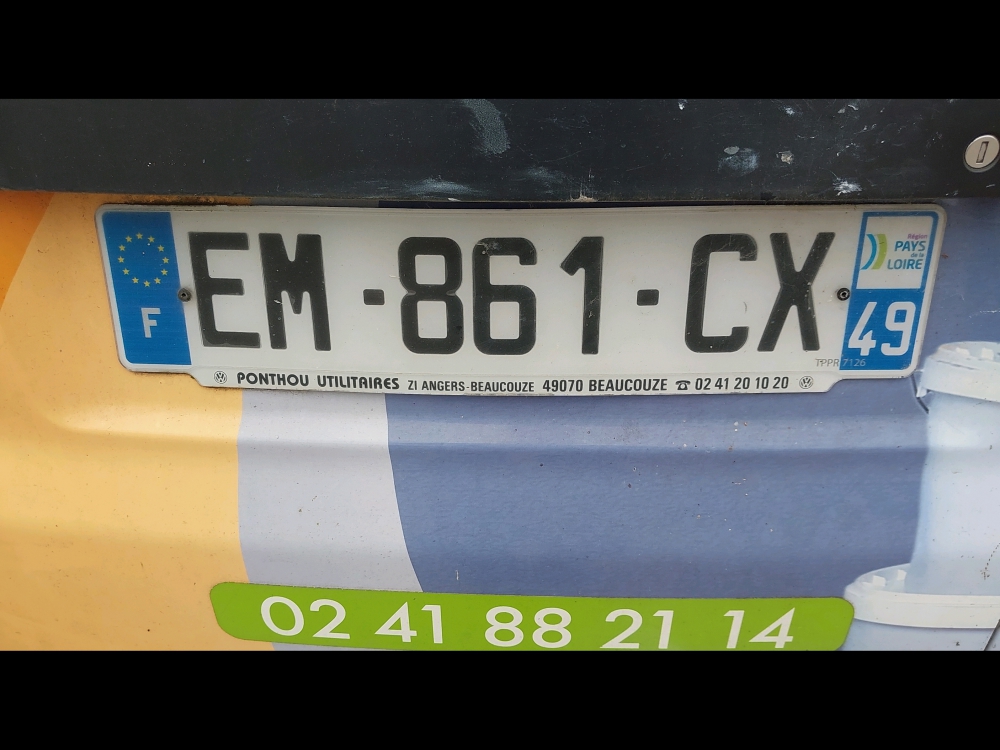 F
EM-861-CX
Région
PAYS
de la
LOIRE
49
TPPR 7126
PONTHOU UTILITAIRES ZI ANGERS-BEAUCOUZE 49070 BEAUCOUZE ☎ 02 41 20 10 20
02 41 88 21 14